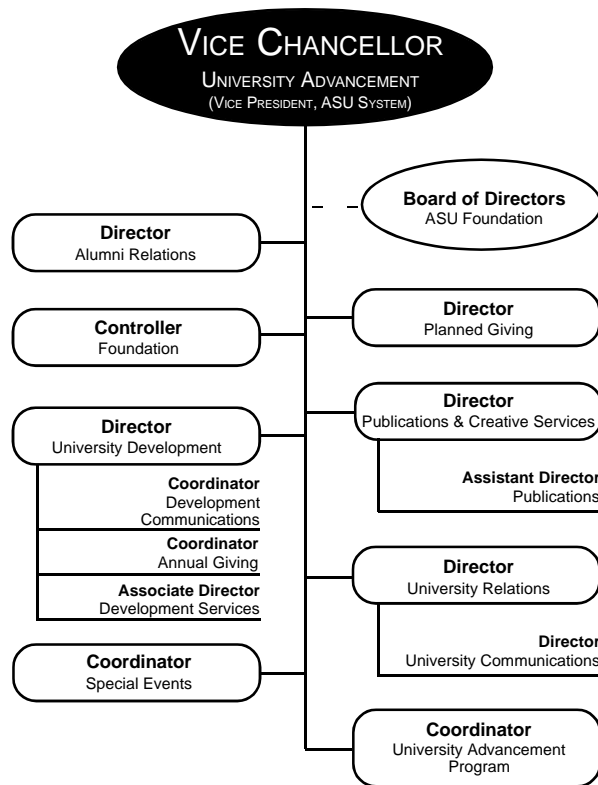 VICE CHANCELLOR
UNIVERSITY ADVANCEMENT
(VICE PRESIDENT, ASU SYSTEM)
Board of Directors
ASU Foundation
Director
Alumni Relations
Director
Planned Giving
Controller
Foundation
Director
Publications & Creative Services
Assistant Director
Publications
Director
University Development
Coordinator
Development
Communications
Coordinator
Annual Giving
Associate Director
Development Services
Director
University Relations
Director
University Communications
Coordinator
Special Events
Coordinator
University Advancement
Program